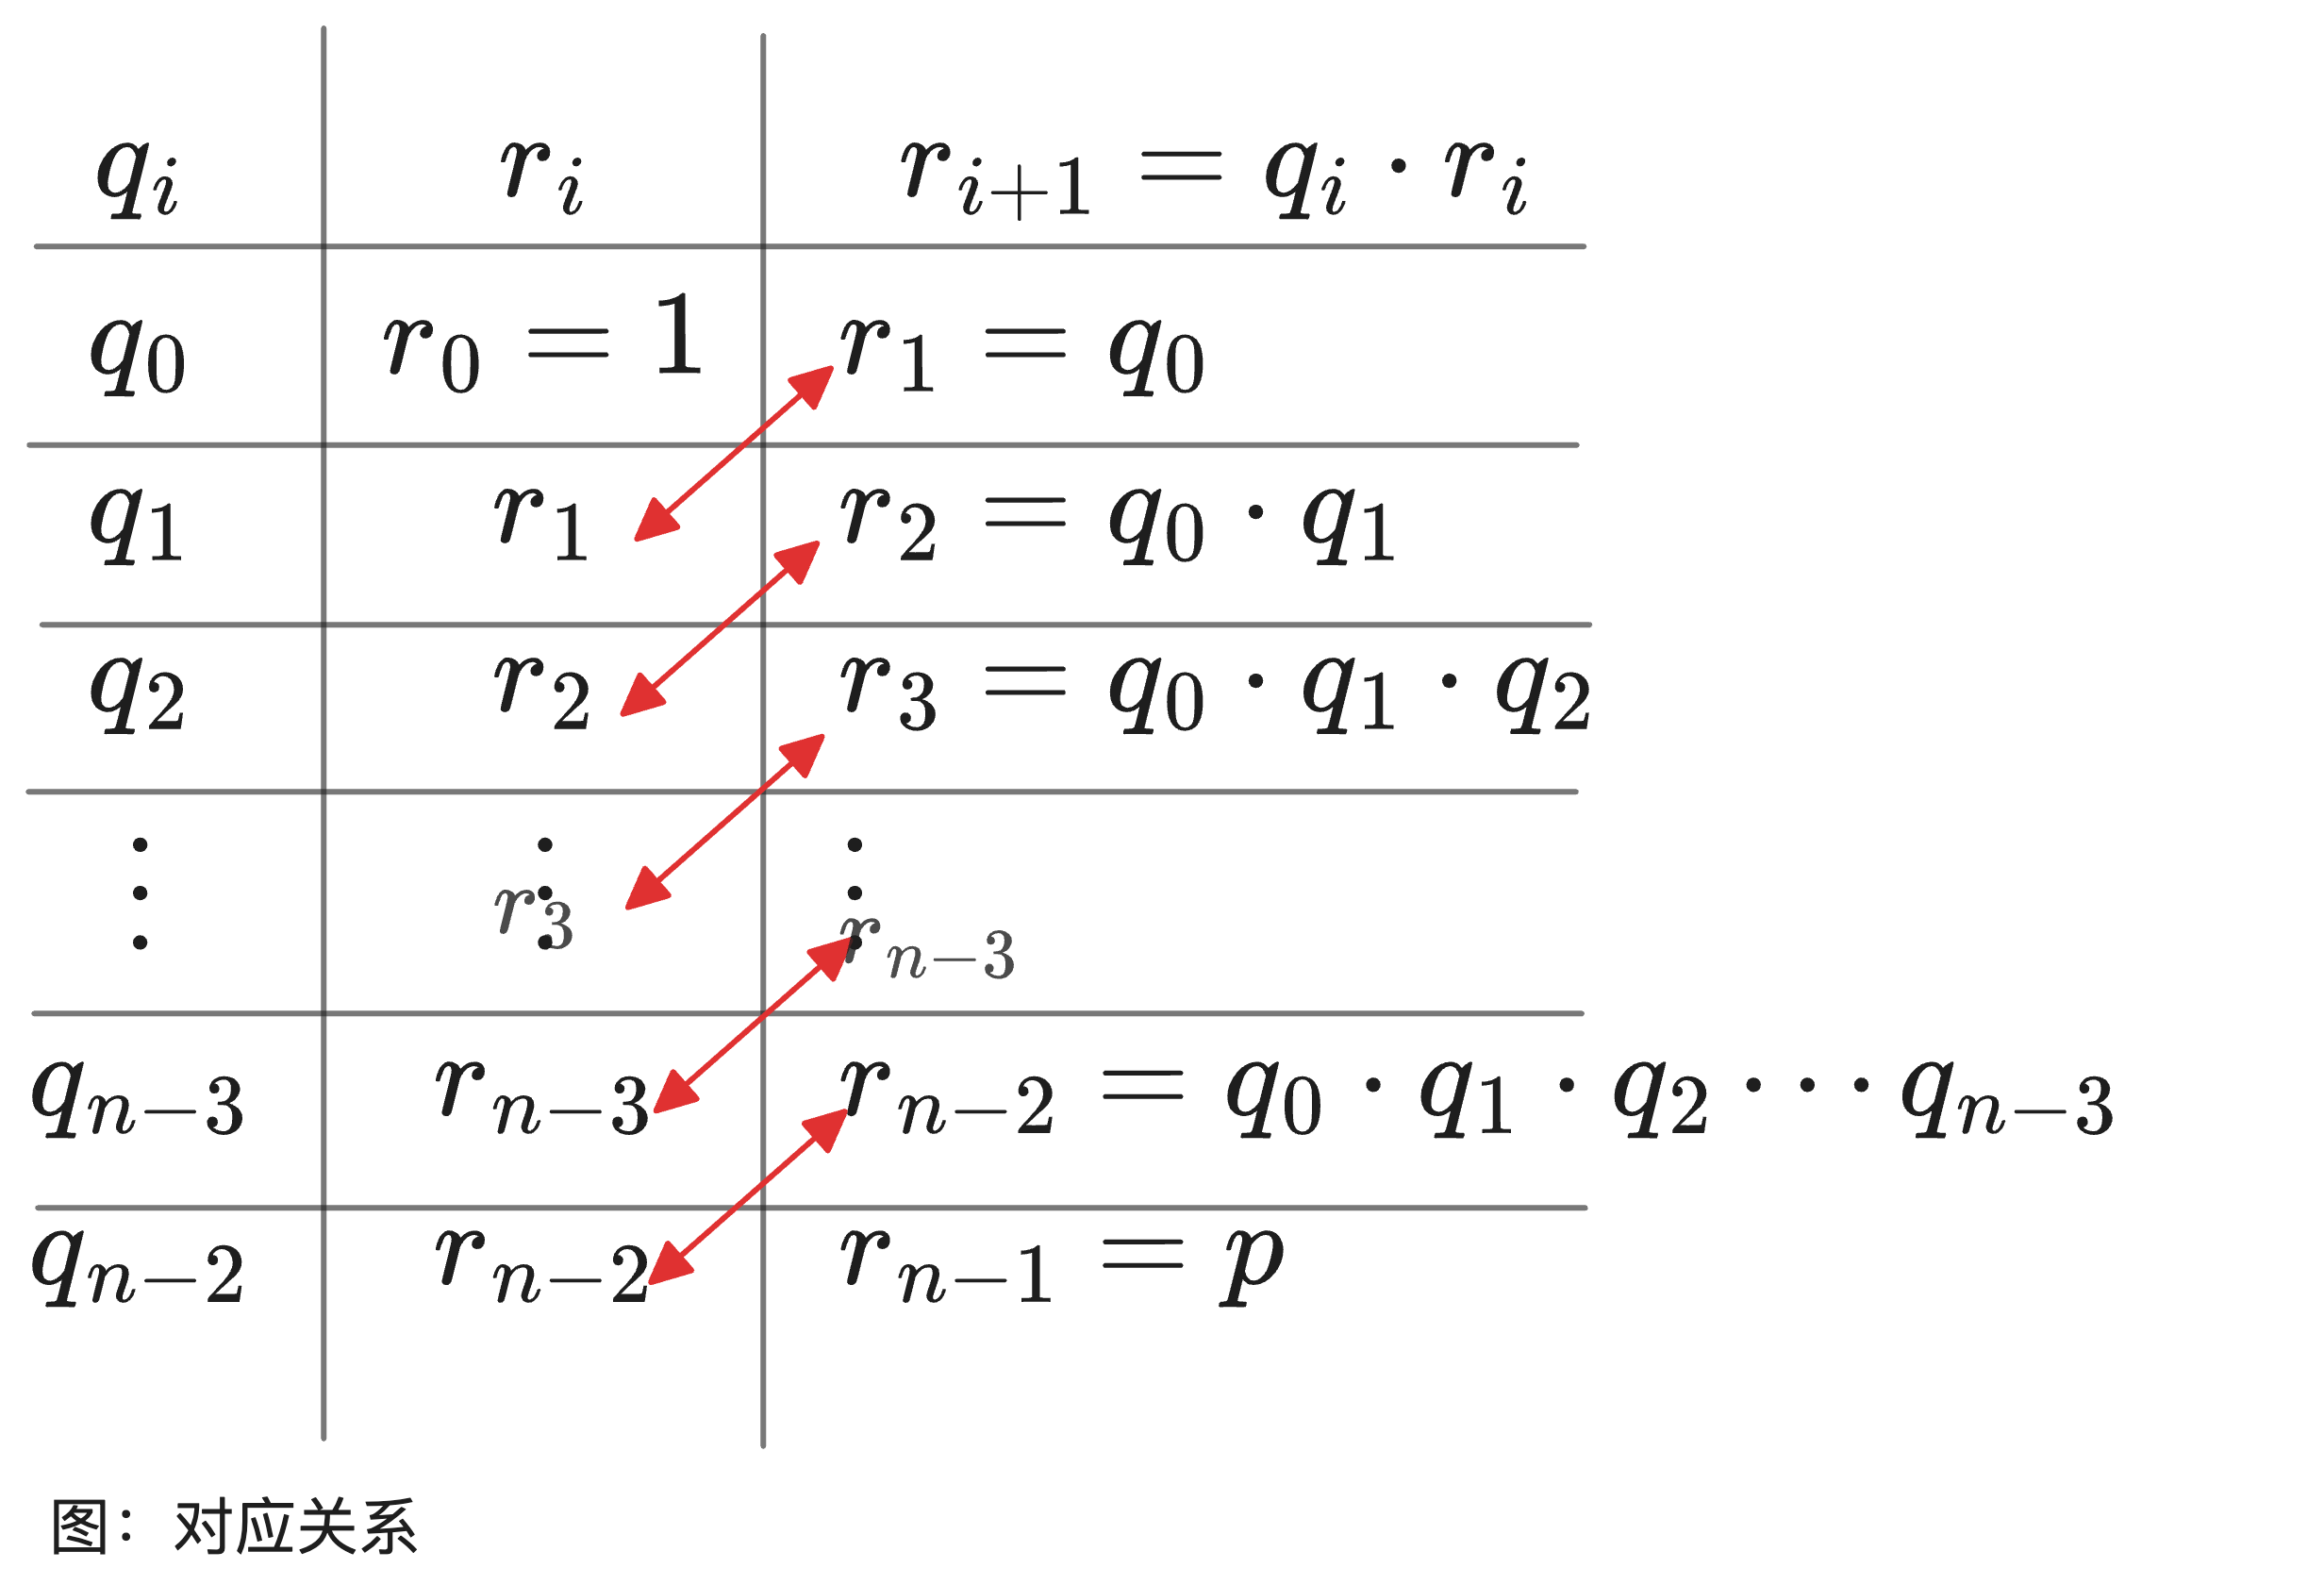 q_i r_i r_{i+1} = q_i · r_i
q_0 r_0 = 1 r_1 = q_0
q_1 r_1 r_2 = q_0 · q_1
q_2 r_2 r_3 = q_0 · q_1 · q_2
⋮ ⋮ ⋮
r_3 r_{n−3}
q_{n−3} r_{n−3} r_{n−2} = q_0 · q_1 · q_2 ··· q_{n−3}
q_{n−2} r_{n−2} r_{n−1} = p
图：对应关系